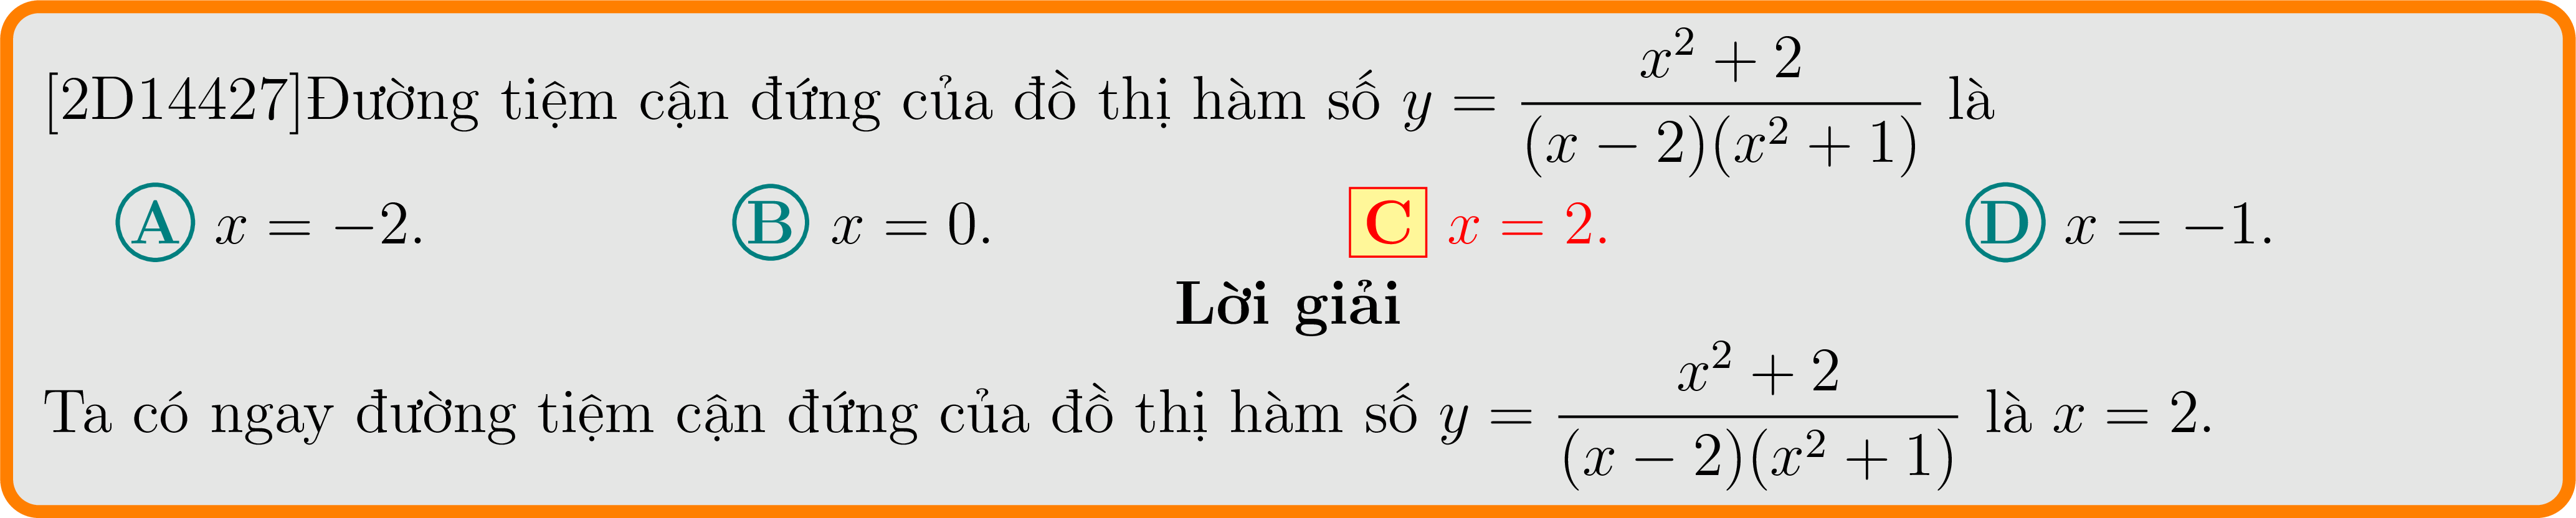 [2D14427]Đường tiệm cận đứng của đồ thị hàm số $y = \dfrac{x^2 + 2}{(x - 2)(x^2 + 1)}$ là
A x = −2. B x = 0. C x = 2. D x = −1.
Lời giải
Ta có ngay đường tiệm cận đứng của đồ thị hàm số $y = \dfrac{x^2 + 2}{(x - 2)(x^2 + 1)}$ là x = 2.